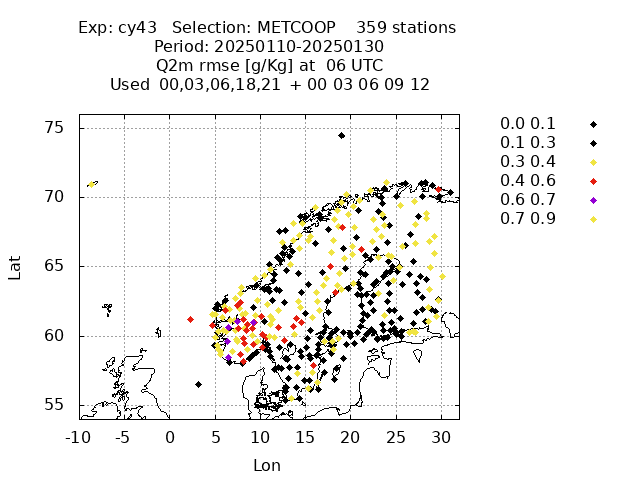 Exp: cy43   Selection: METCOOP    359 stations
Period: 20250110-20250130
Q2m rmse [g/Kg] at  06 UTC
Used  00,03,06,18,21  + 00 03 06 09 12
75
70
65
60
55
Lat
-10 -5 0 5 10 15 20 25 30
Lon
0.0 0.1
0.1 0.3
0.3 0.4
0.4 0.6
0.6 0.7
0.7 0.9